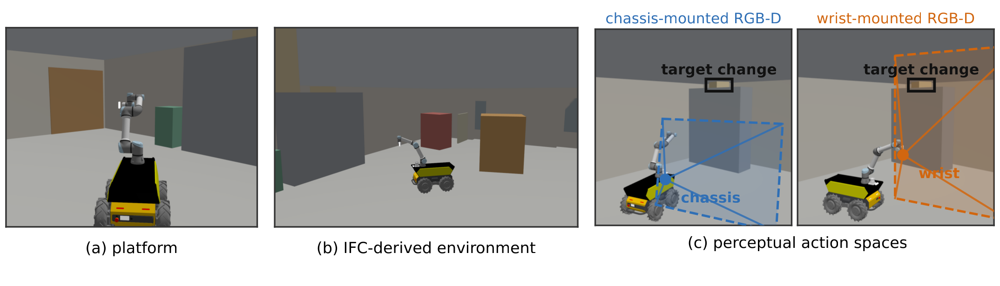 chassis-mounted RGB-D
wrist-mounted RGB-D
target change
target change
chassis
wrist
(a) platform
(b) IFC-derived environment
(c) perceptual action spaces